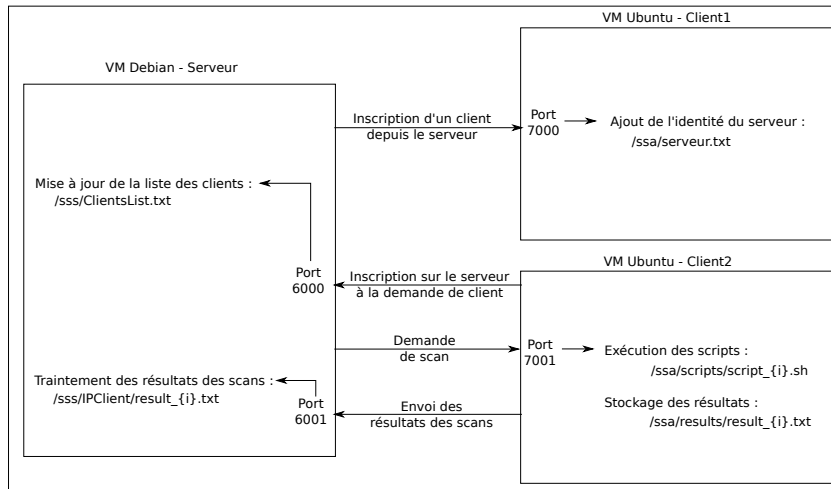 VM Ubuntu - Client1
VM Debian - Serveur
Inscription d'un client
depuis le serveur
Port
7000
Ajout de l'identité du serveur :
/ssa/serveur.txt
Mise à jour de la liste des clients :
/sss/ClientsList.txt
VM Ubuntu - Client2
Port
6000
Inscription sur le serveur
à la demande de client
Demande
de scan
Port
7001
Exécution des scripts :
/ssa/scripts/script_{i}.sh
Traintement des résultats des scans :
/sss/IPClient/result_{i}.txt
Port
6001
Envoi des
résultats des scans
Stockage des résultats :
/ssa/results/result_{i}.txt